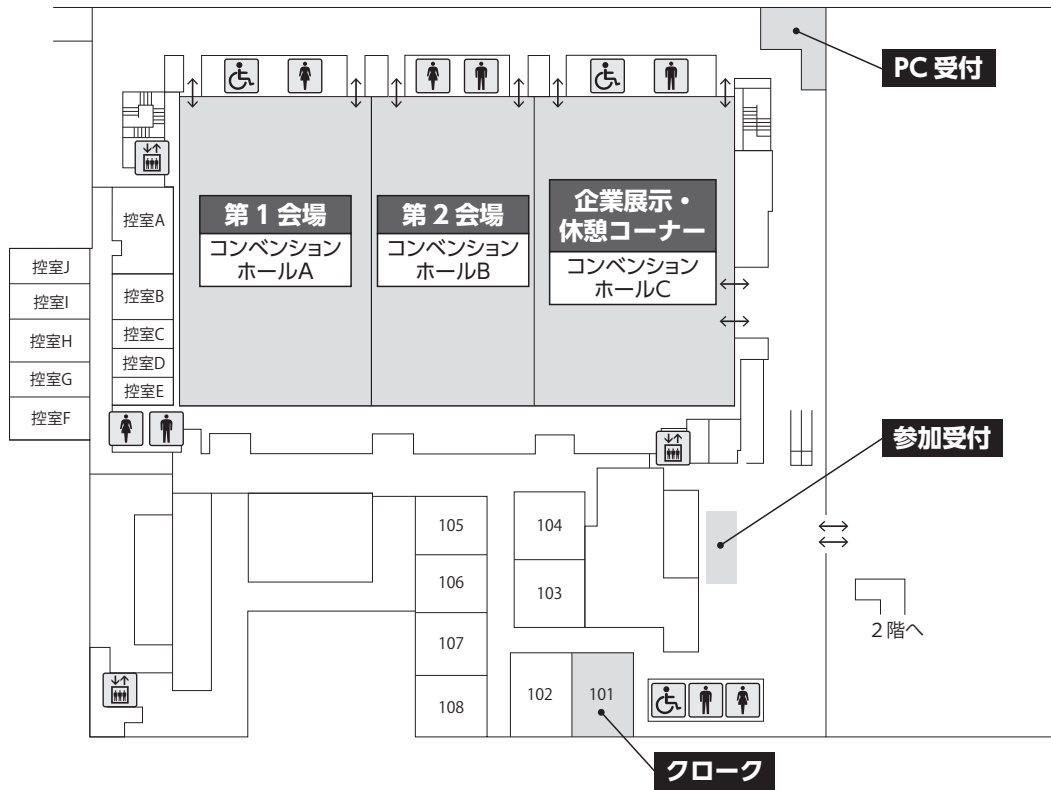 PC 受付
第1会場
コンベンション
ホールA
第2会場
コンベンション
ホールB
企業展示・
休憩コーナー
コンベンション
ホールC
控室A
控室B
控室C
控室D
控室E
控室J
控室I
控室H
控室G
控室F
参加受付
105
106
107
108
104
103
102
101
2階へ
クローク